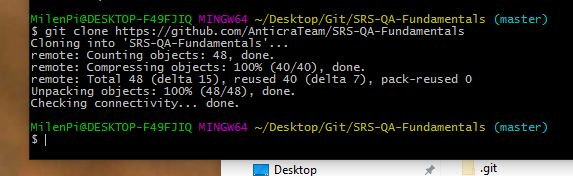 MilenPi@DESKTOP-F49FJIQ MINGW64 ~/Desktop/Git/SRS-QA-Fundamentals (master)
$ git clone https://github.com/AnticraTeam/SRS-QA-Fundamentals
Cloning into 'SRS-QA-Fundamentals'...
remote: Counting objects: 48, done.
remote: Compressing objects: 100% (40/40), done.
remote: Total 48 (delta 15), reused 40 (delta 7), pack-reused 0
Unpacking objects: 100% (48/48), done.
Checking connectivity... done.
MilenPi@DESKTOP-F49FJIQ MINGW64 ~/Desktop/Git/SRS-QA-Fundamentals (master)
$
Desktop
.git